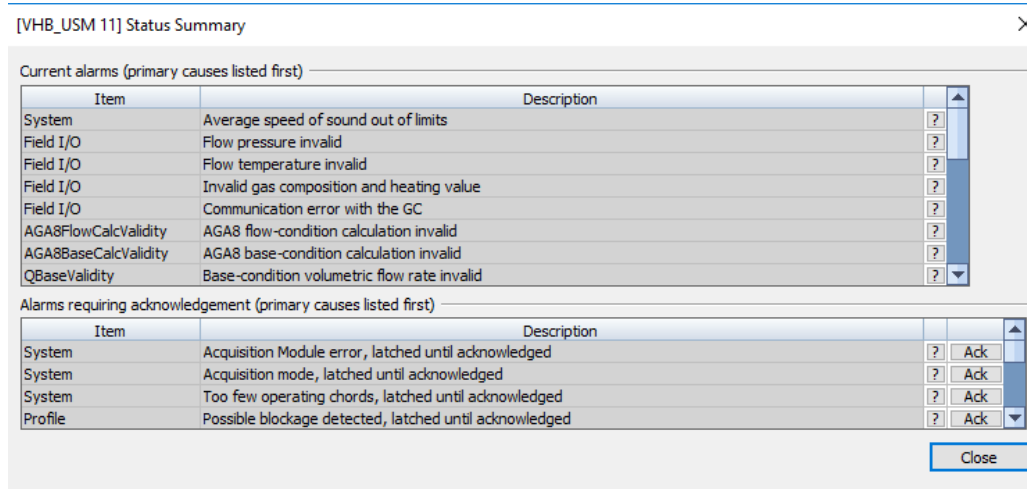 [VHB_USM 11] Status Summary
Current alarms (primary causes listed first)
Item Description
System Average speed of sound out of limits ?
Field I/O Flow pressure invalid ?
Field I/O Flow temperature invalid ?
Field I/O Invalid gas composition and heating value ?
Field I/O Communication error with the GC ?
AGA8FlowCalcValidity AGA8 flow-condition calculation invalid ?
AGA8BaseCalcValidity AGA8 base-condition calculation invalid ?
QBaseValidity Base-condition volumetric flow rate invalid ?
Alarms requiring acknowledgement (primary causes listed first)
Item Description
System Acquisition Module error, latched until acknowledged ? Ack
System Acquisition mode, latched until acknowledged ? Ack
System Too few operating chords, latched until acknowledged ? Ack
Profile Possible blockage detected, latched until acknowledged ? Ack
Close